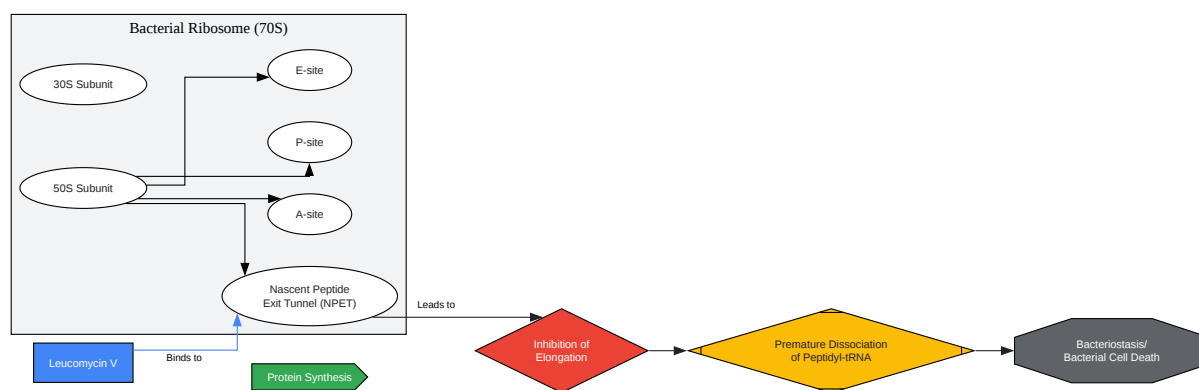 Bacterial Ribosome (70S)
30S Subunit
E-site
P-site
50S Subunit
A-site
Nascent Peptide
Exit Tunnel (NPET)
Leads to
Leucomycin V
Binds to
Protein Synthesis
Inhibition of
Elongation
Premature Dissociation
of Peptidyl-tRNA
Bacteriostasis/
Bacterial Cell Death